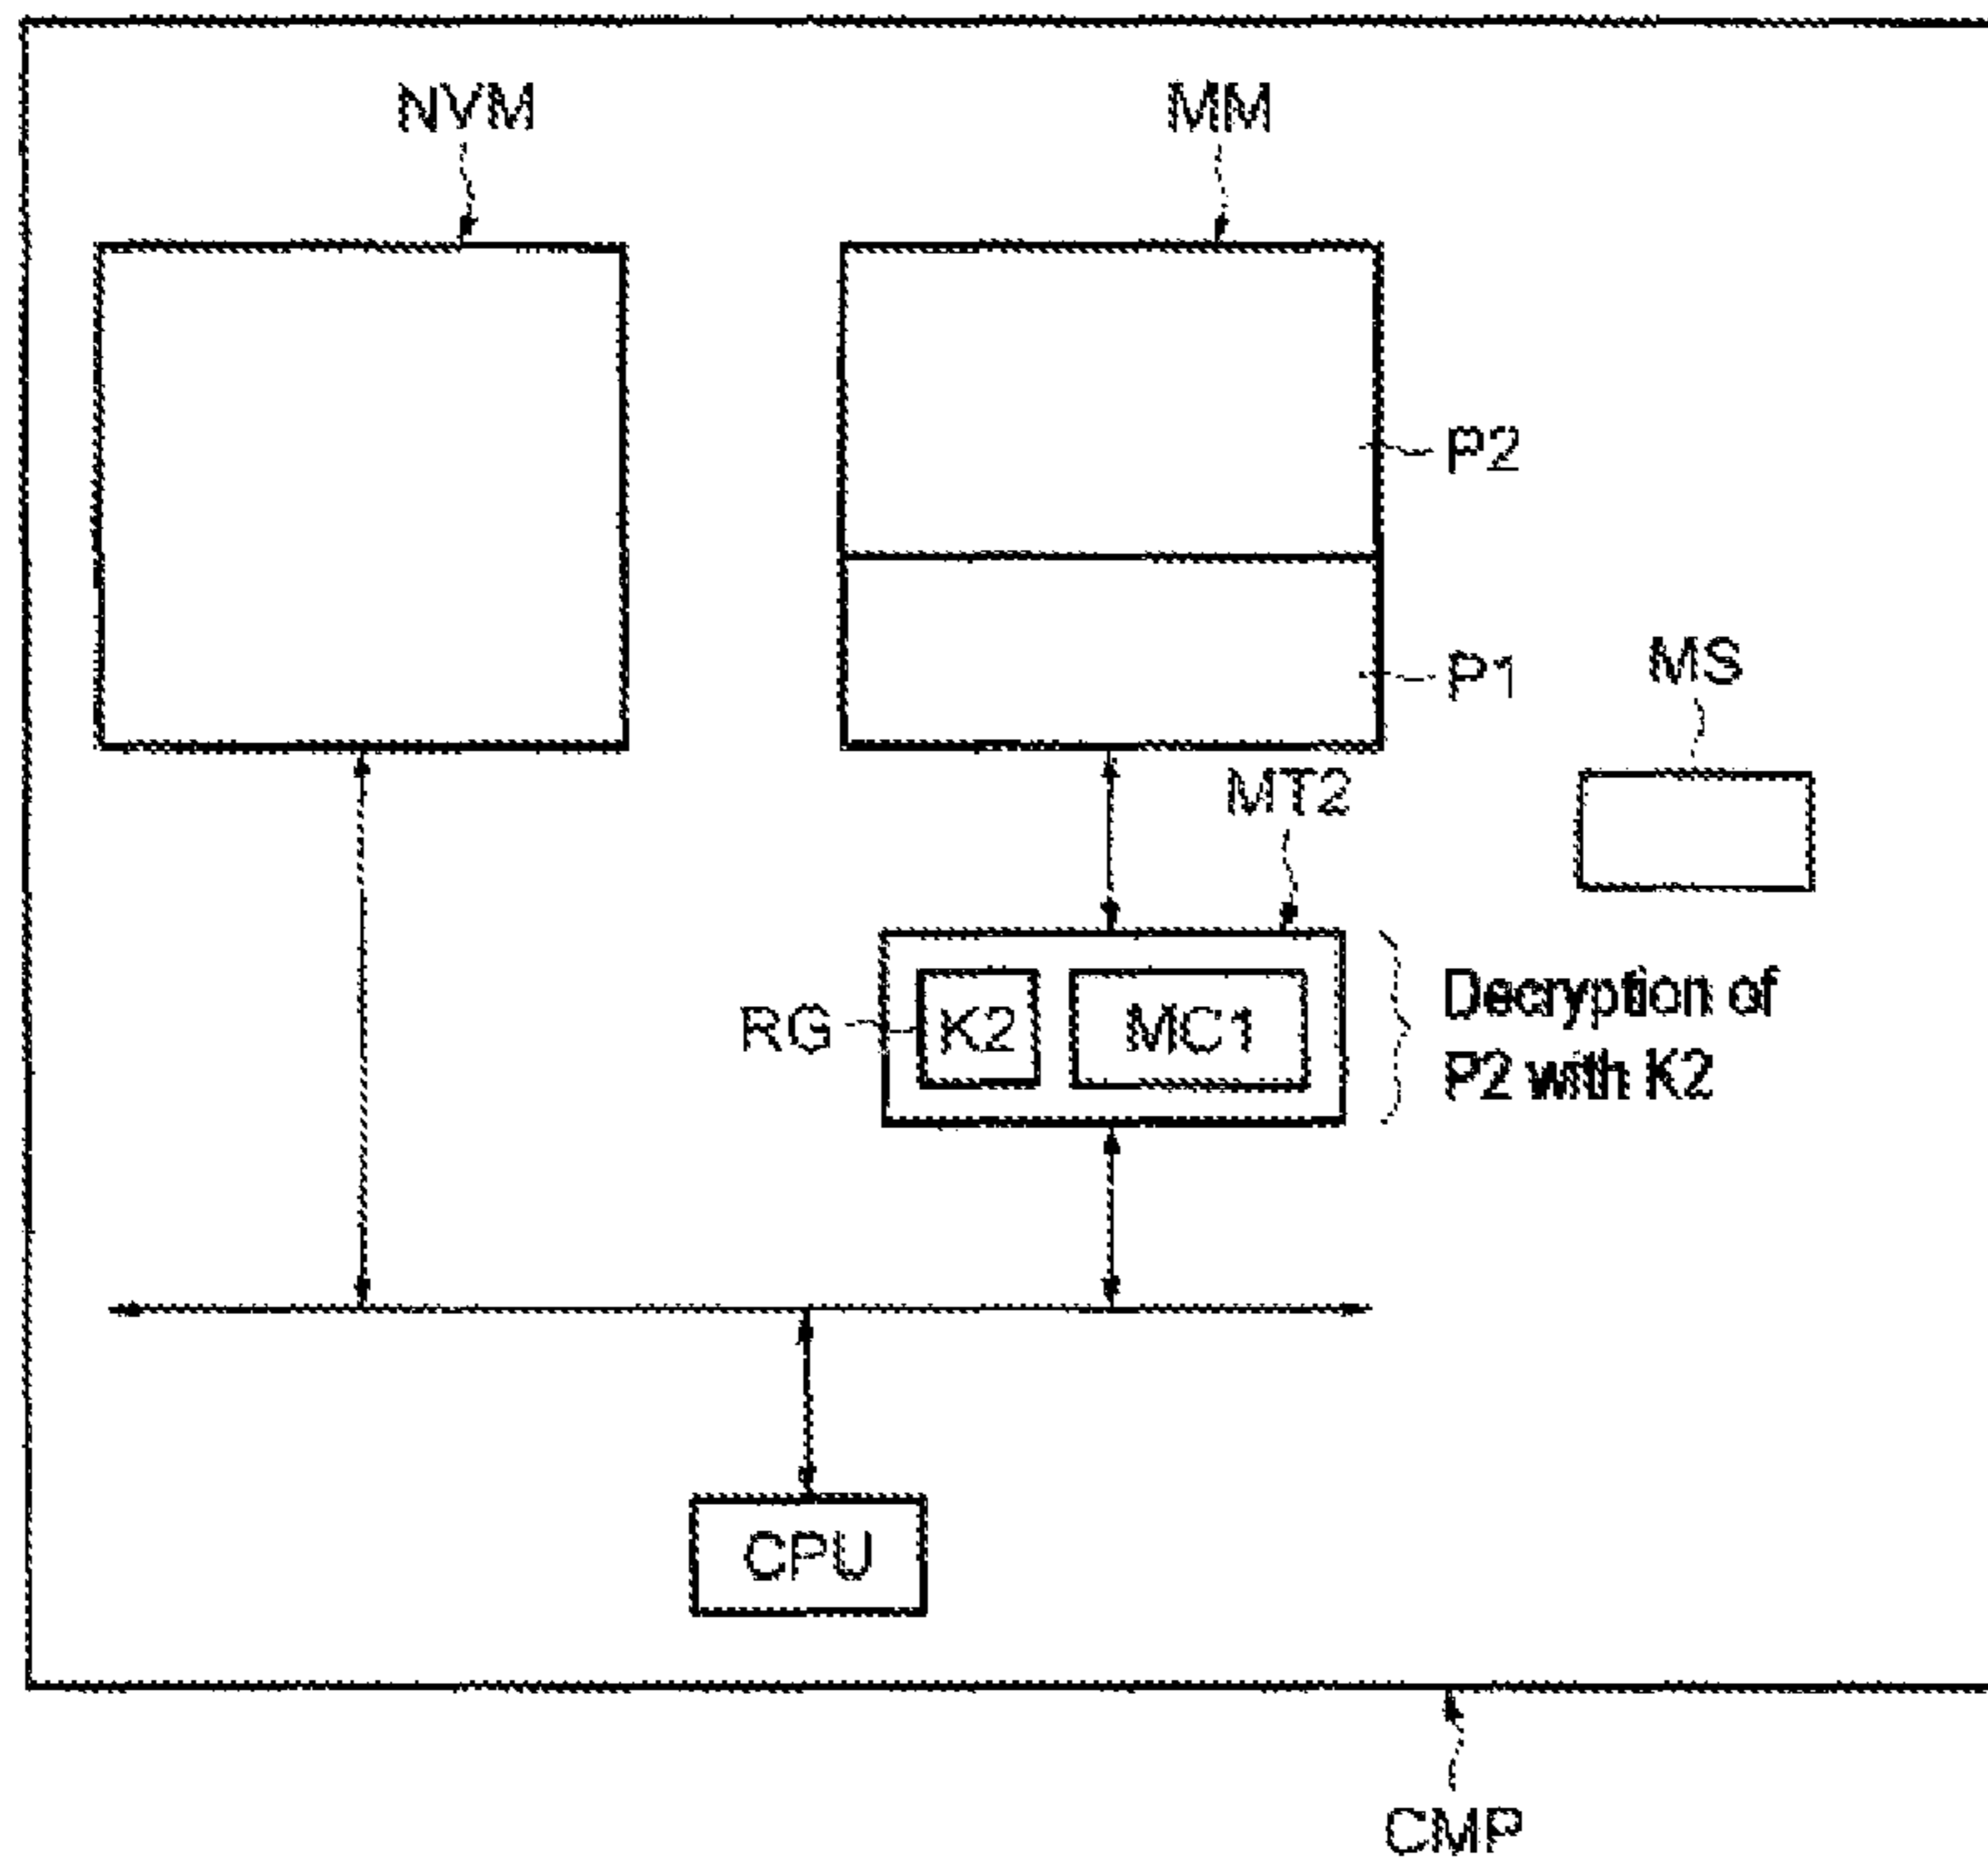 NVM
MM
P2
P1
MS
MT2
RG
K2
MC1
Decryption of
P2 with K2
CPU
CMP